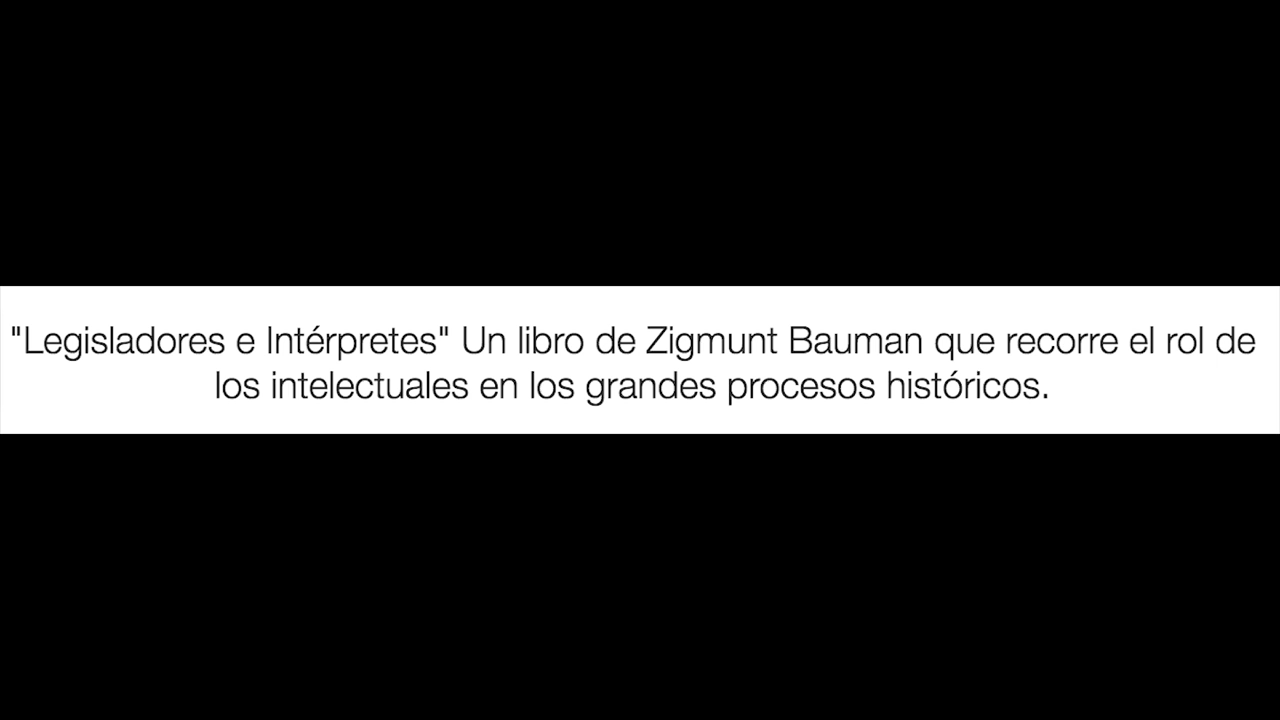 "Legisladores e Intérpretes" Un libro de Zigmunt Bauman que recorre el rol de
los intelectuales en los grandes procesos históricos.